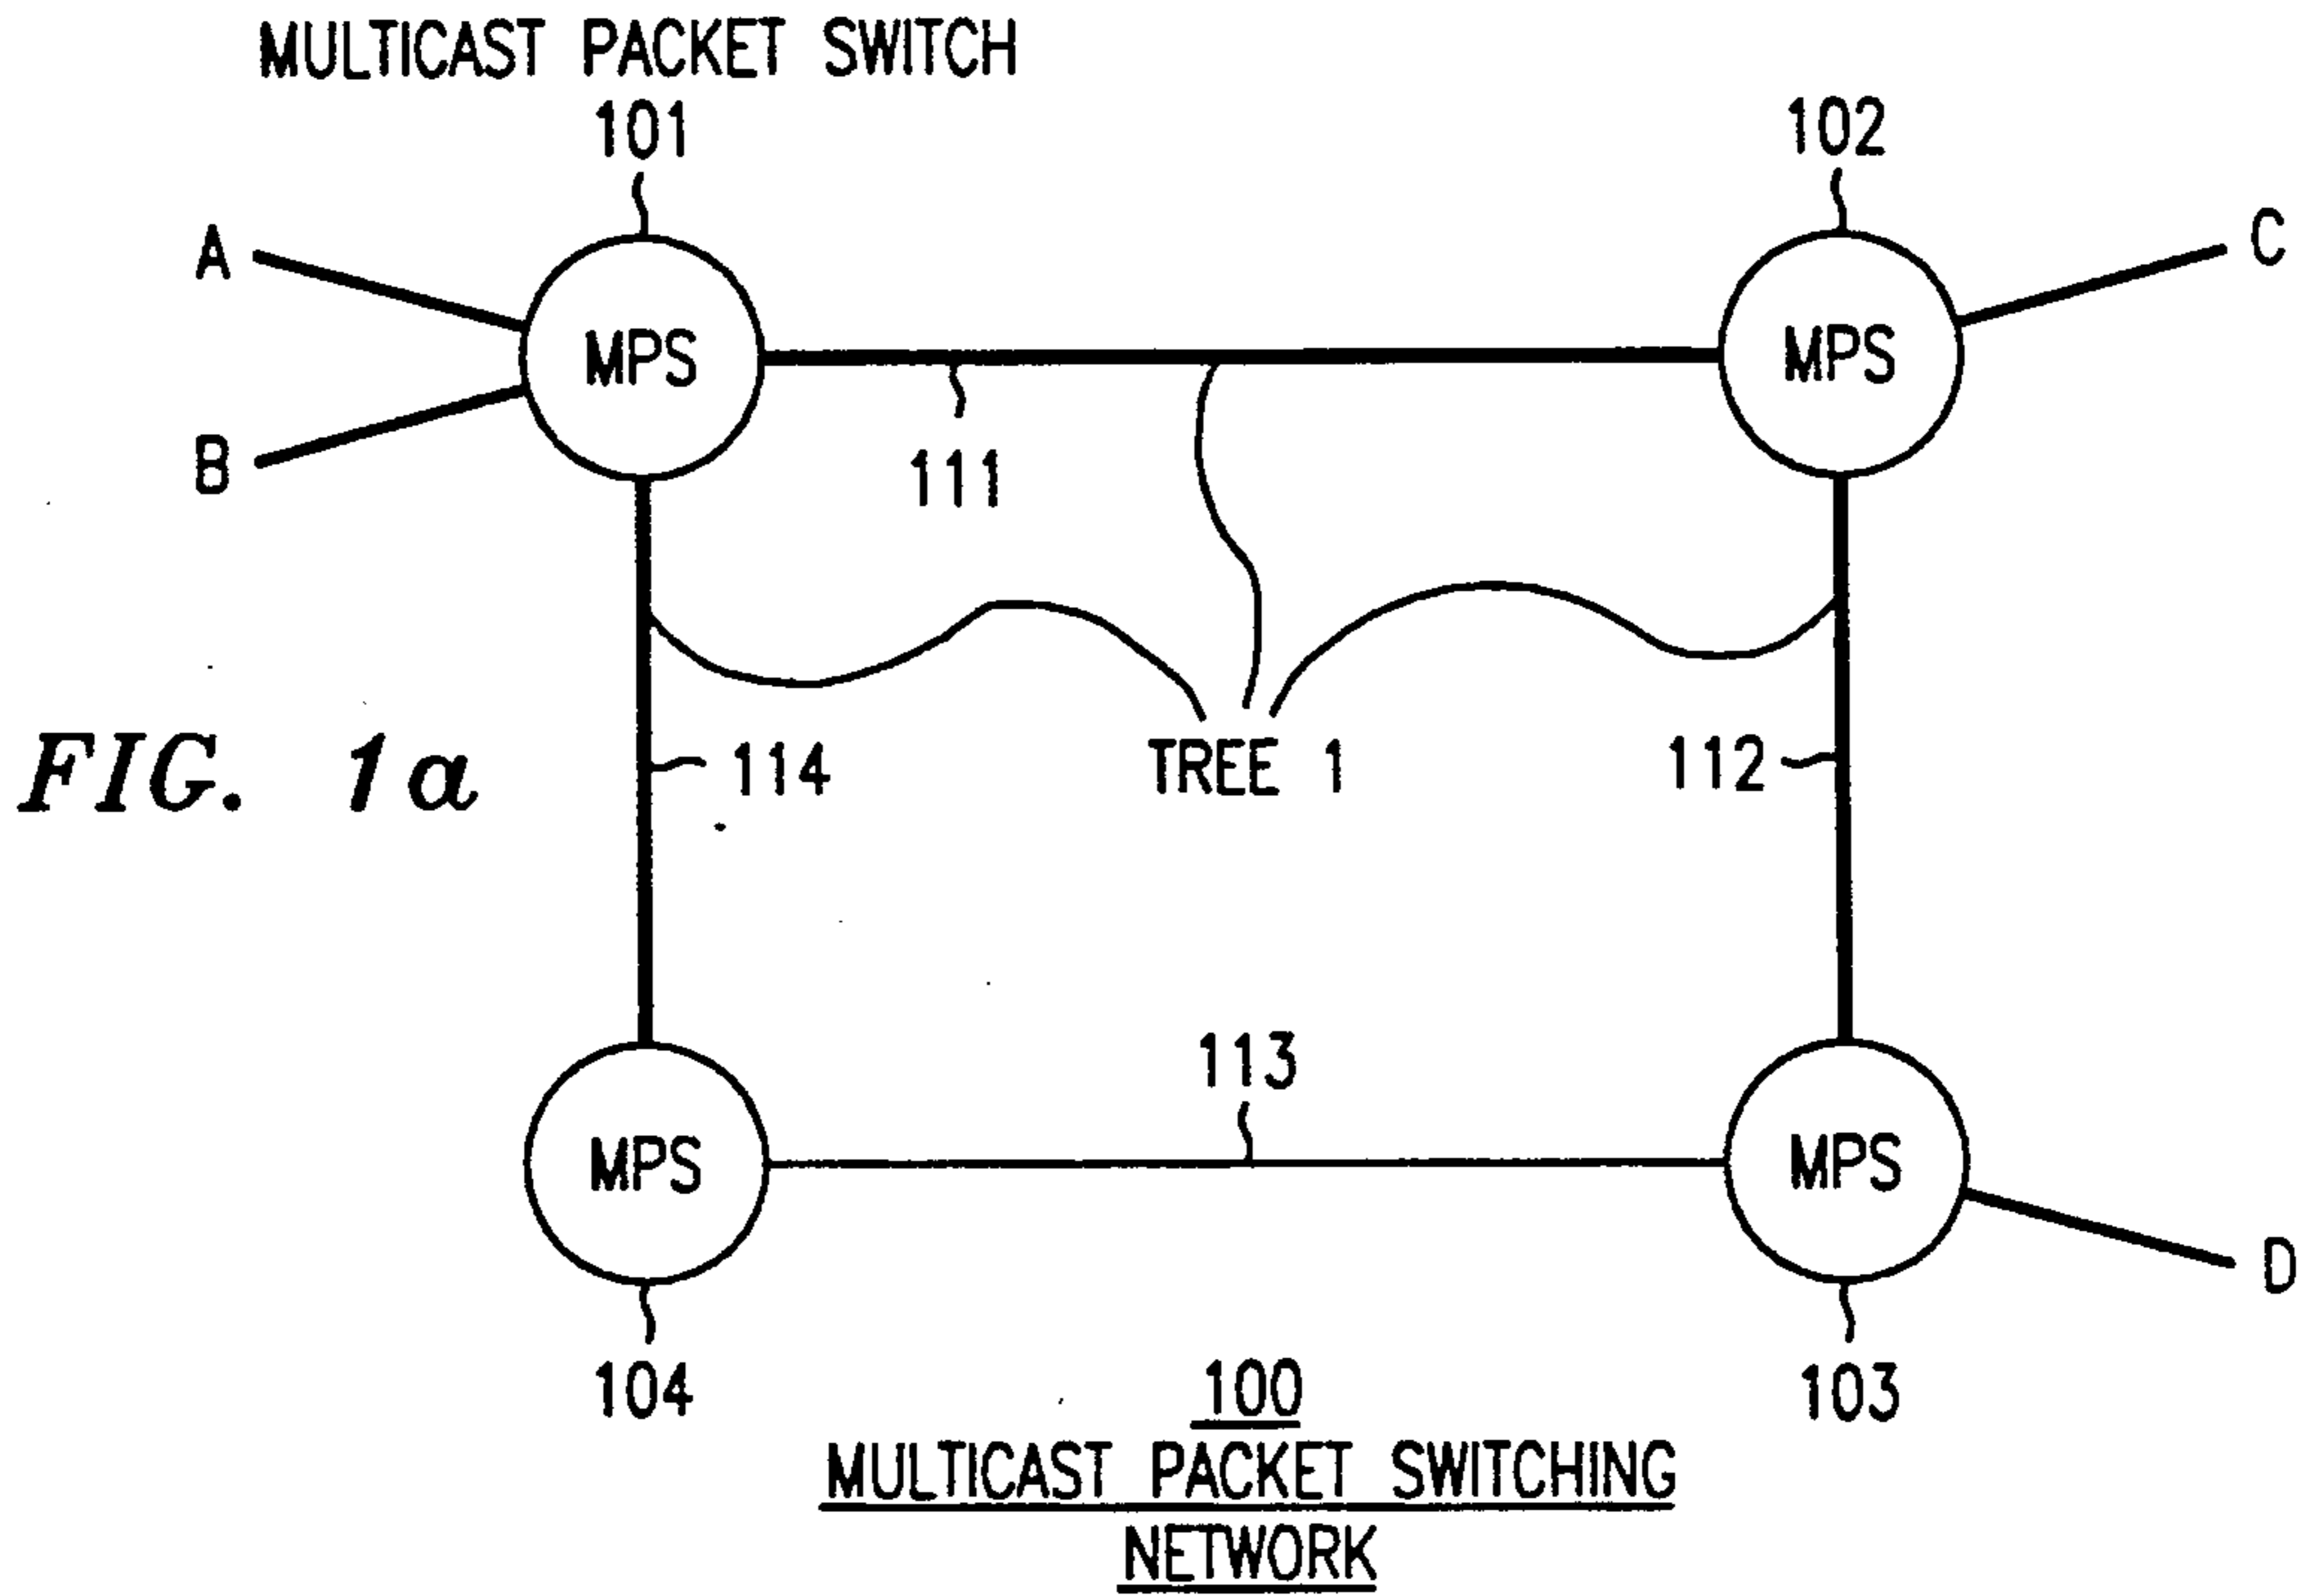 MULTICAST PACKET SWITCH
101
102
A
C
MPS
MPS
B
111
FIG. 1a
114
TREE 1
112
113
MPS
MPS
D
104
103
100
MULTICAST PACKET SWITCHING
NETWORK